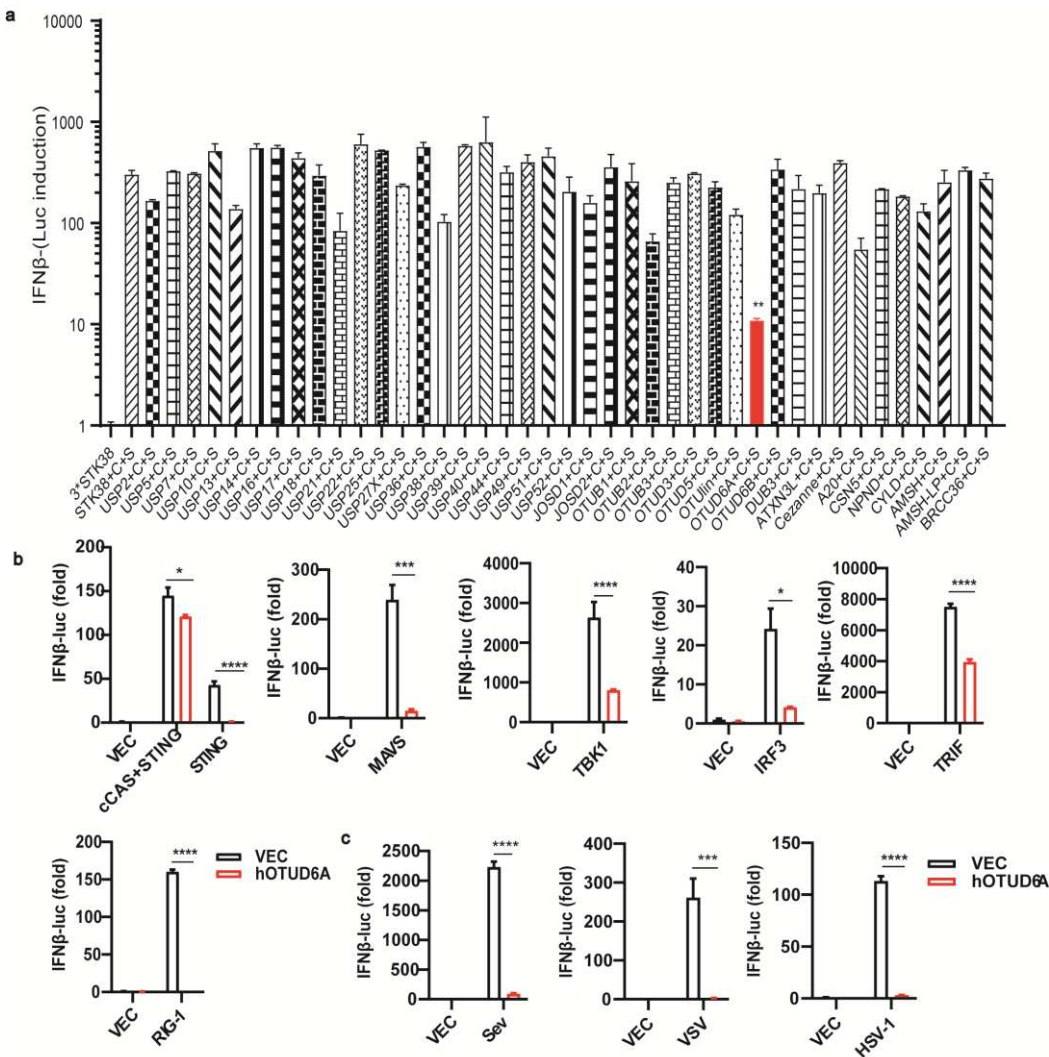 a
IFNβ-(Luc induction)
10000
1000
100
10
1
**
3*STK38
STK38+C+S
USP2+C+S
USP5+C+S
USP7+C+S
USP10+C+S
USP13+C+S
USP14+C+S
USP16+C+S
USP17+C+S
USP18+C+S
USP21+C+S
USP22+C+S
USP25+C+S
USP27X+C+S
USP36+C+S
USP38+C+S
USP39+C+S
USP40+C+S
USP44+C+S
USP49+C+S
USP51+C+S
USP52+C+S
JOSD1+C+S
JOSD2+C+S
OTUB1+C+S
OTUB2+C+S
OTUB3+C+S
OTUD3+C+S
OTUD5+C+S
OTUlin+C+S
OTUD6A+C+S
OTUD6B+C+S
DUB3+C+S
ATXN3L+C+S
Cezanne+C+S
A20+C+S
CSN5+C+S
NPND+C+S
CYLD+C+S
AMSH+C+S
AMSH-LP+C+S
BRCC36+C+S
b
IFNβ-luc (fold)
200
150
100
50
0
*
****
VEC
cCAS+STING
STING
IFNβ-luc (fold)
300
200
100
0
***
VEC
MAVS
IFNβ-luc (fold)
4000
3000
2000
1000
0
****
VEC
TBK1
IFNβ-luc (fold)
40
30
20
10
0
*
VEC
IRF3
IFNβ-luc (fold)
10000
8000
6000
4000
2000
0
****
VEC
TRIF
IFNβ-luc (fold)
200
150
100
50
0
****
VEC
RIG-1
VEC
hOTUD6A
c
IFNβ-luc (fold)
2500
2000
1500
1000
500
0
****
VEC
Sev
IFNβ-luc (fold)
400
300
200
100
0
***
VEC
VSV
IFNβ-luc (fold)
150
100
50
0
****
VEC
HSV-1
VEC
hOTUD6A